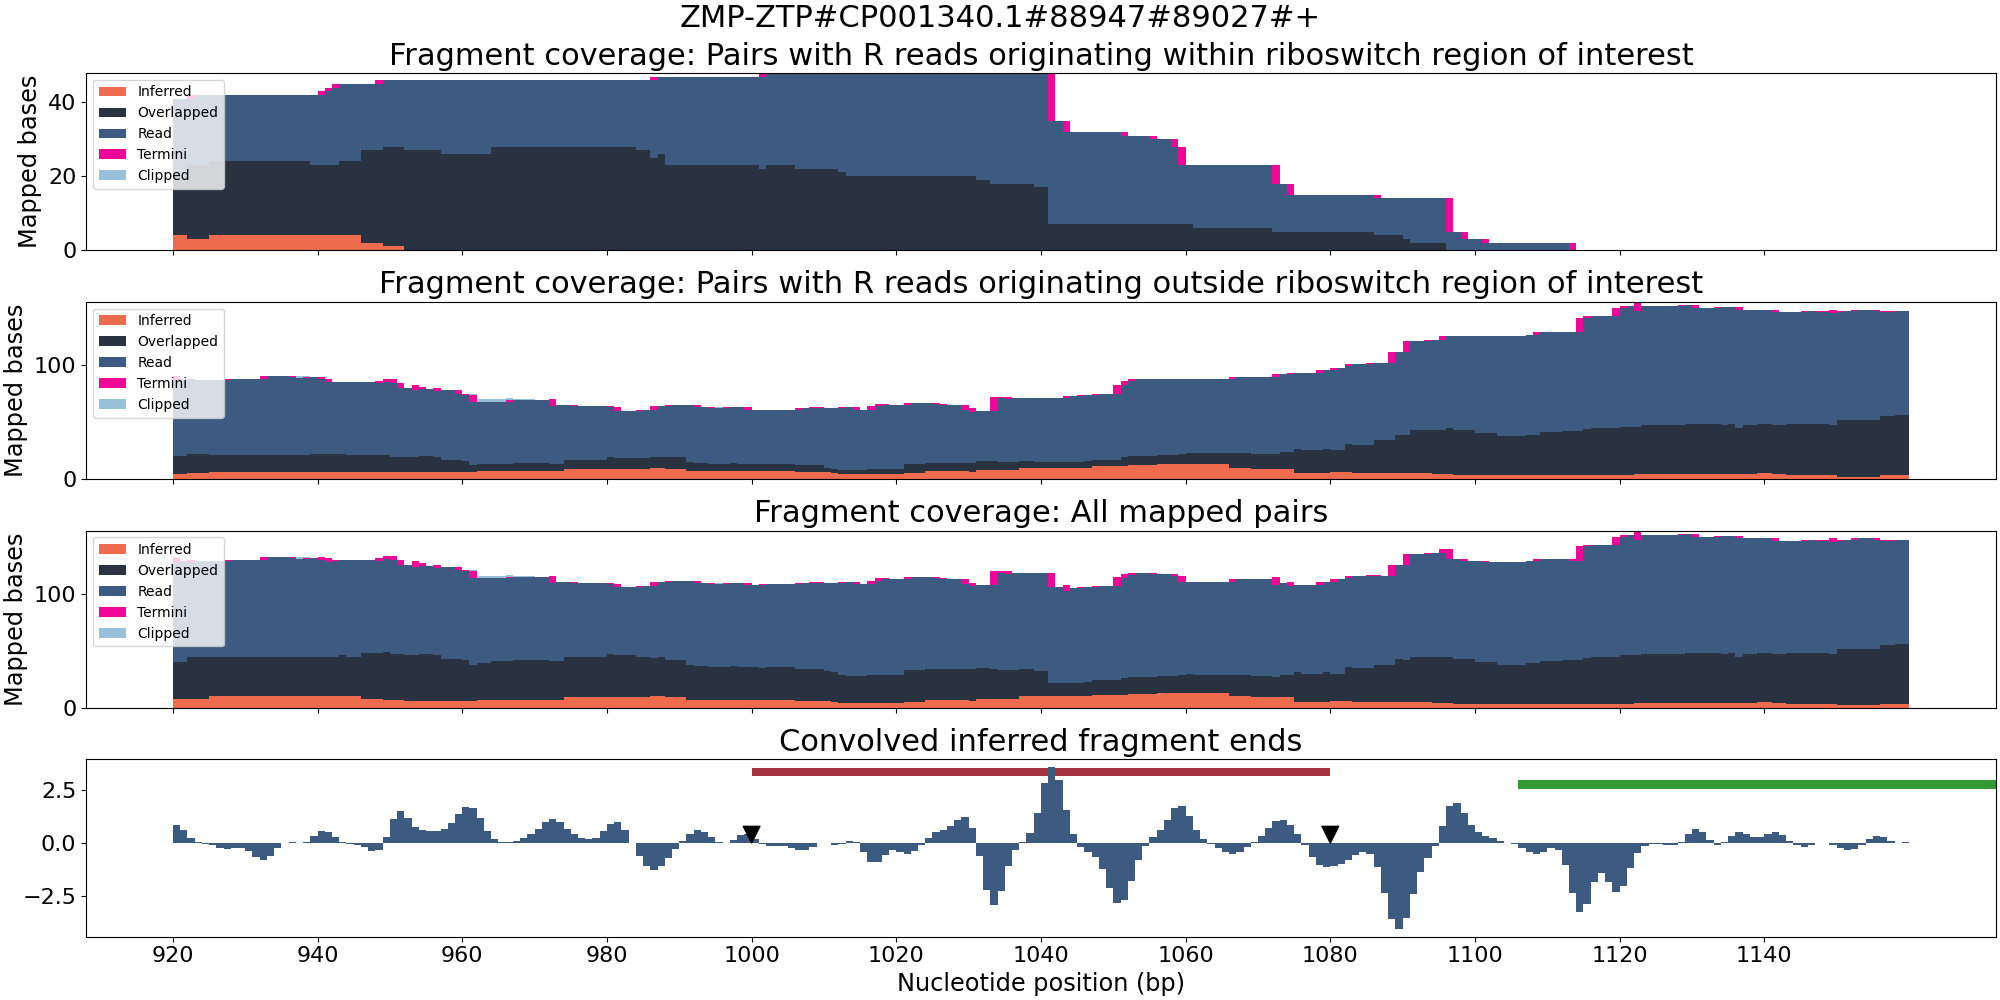 ZMP-ZTP#CP001340.1#88947#89027#+
Fragment coverage: Pairs with R reads originating within riboswitch region of interest
Mapped bases
40
20
0
Inferred
Overlapped
Read
Termini
Clipped
Fragment coverage: Pairs with R reads originating outside riboswitch region of interest
Mapped bases
100
0
Inferred
Overlapped
Read
Termini
Clipped
Fragment coverage: All mapped pairs
Mapped bases
100
0
Inferred
Overlapped
Read
Termini
Clipped
Convolved inferred fragment ends
2.5
0.0
−2.5
920 940 960 980 1000 1020 1040 1060 1080 1100 1120 1140
Nucleotide position (bp)